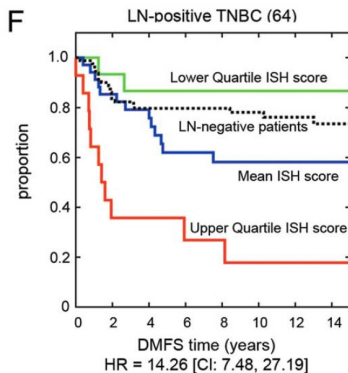 F
LN-positive TNBC (64)
1.0
Lower Quartile ISH score
LN-negative patients
0.8
0.6
Mean ISH score
0.4
Upper Quartile ISH score
0.2
0
0 2 4 6 8 10 12 14
proportion
DMFS time (years)
HR = 14.26 [CI: 7.48, 27.19]